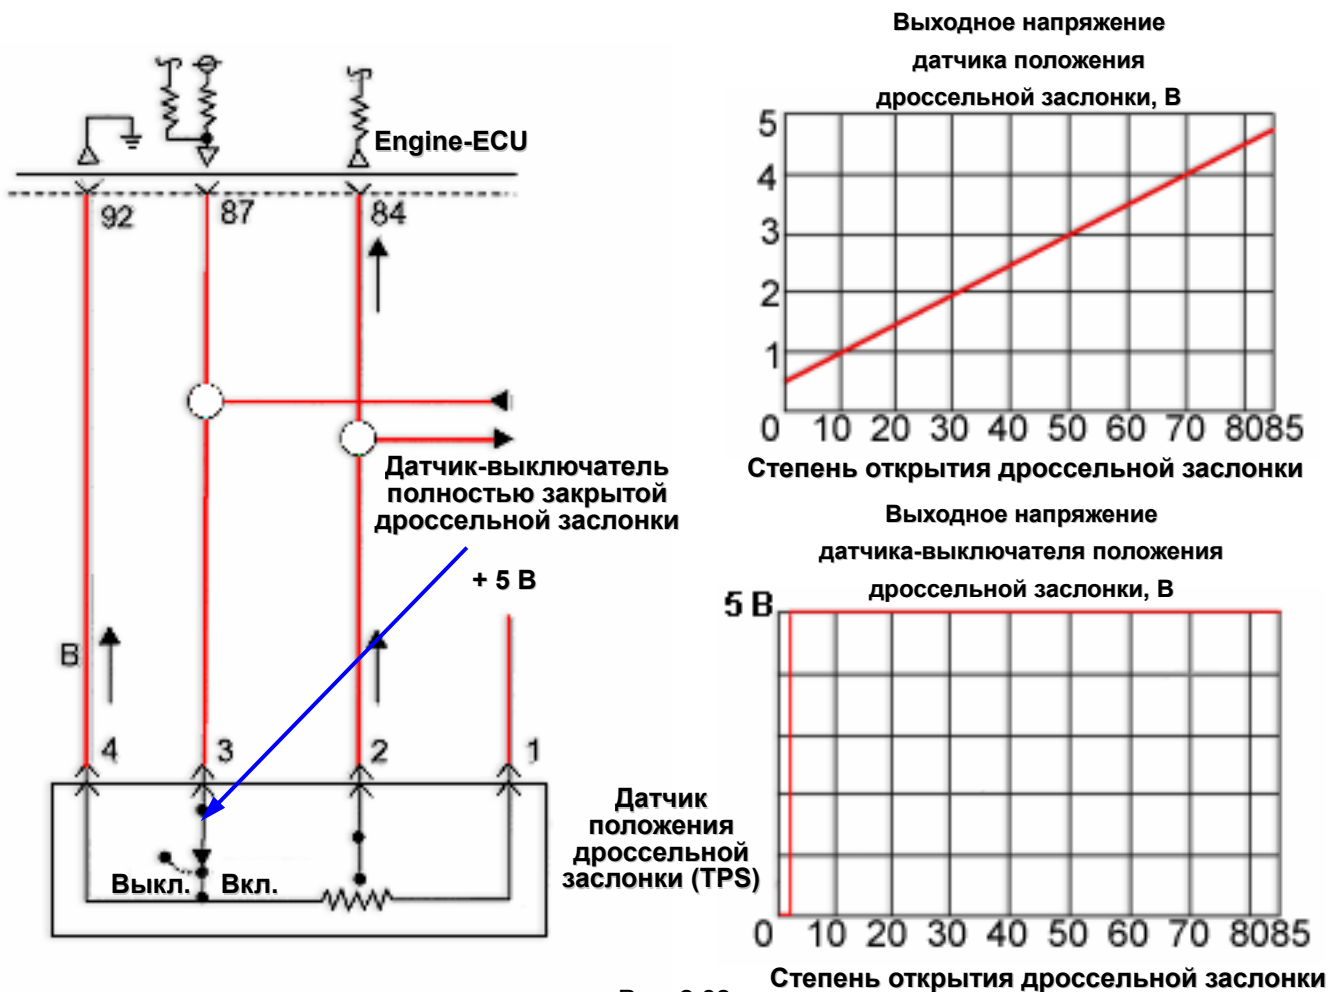 Выходное напряжение
датчика положения
дроссельной заслонки, В
5
4
3
2
1
0 10 20 30 40 50 60 70 8085
Степень открытия дроссельной заслонки
Engine-ECU
92 87 84
Датчик-выключатель
полностью закрытой
дроссельной заслонки
+ 5 В
B
4 3 2 1
Выкл. Вкл.
Датчик
положения
дроссельной
заслонки (TPS)
Выходное напряжение
датчика-выключателя положения
дроссельной заслонки, В
5 В
0 10 20 30 40 50 60 70 8085
Степень открытия дроссельной заслонки